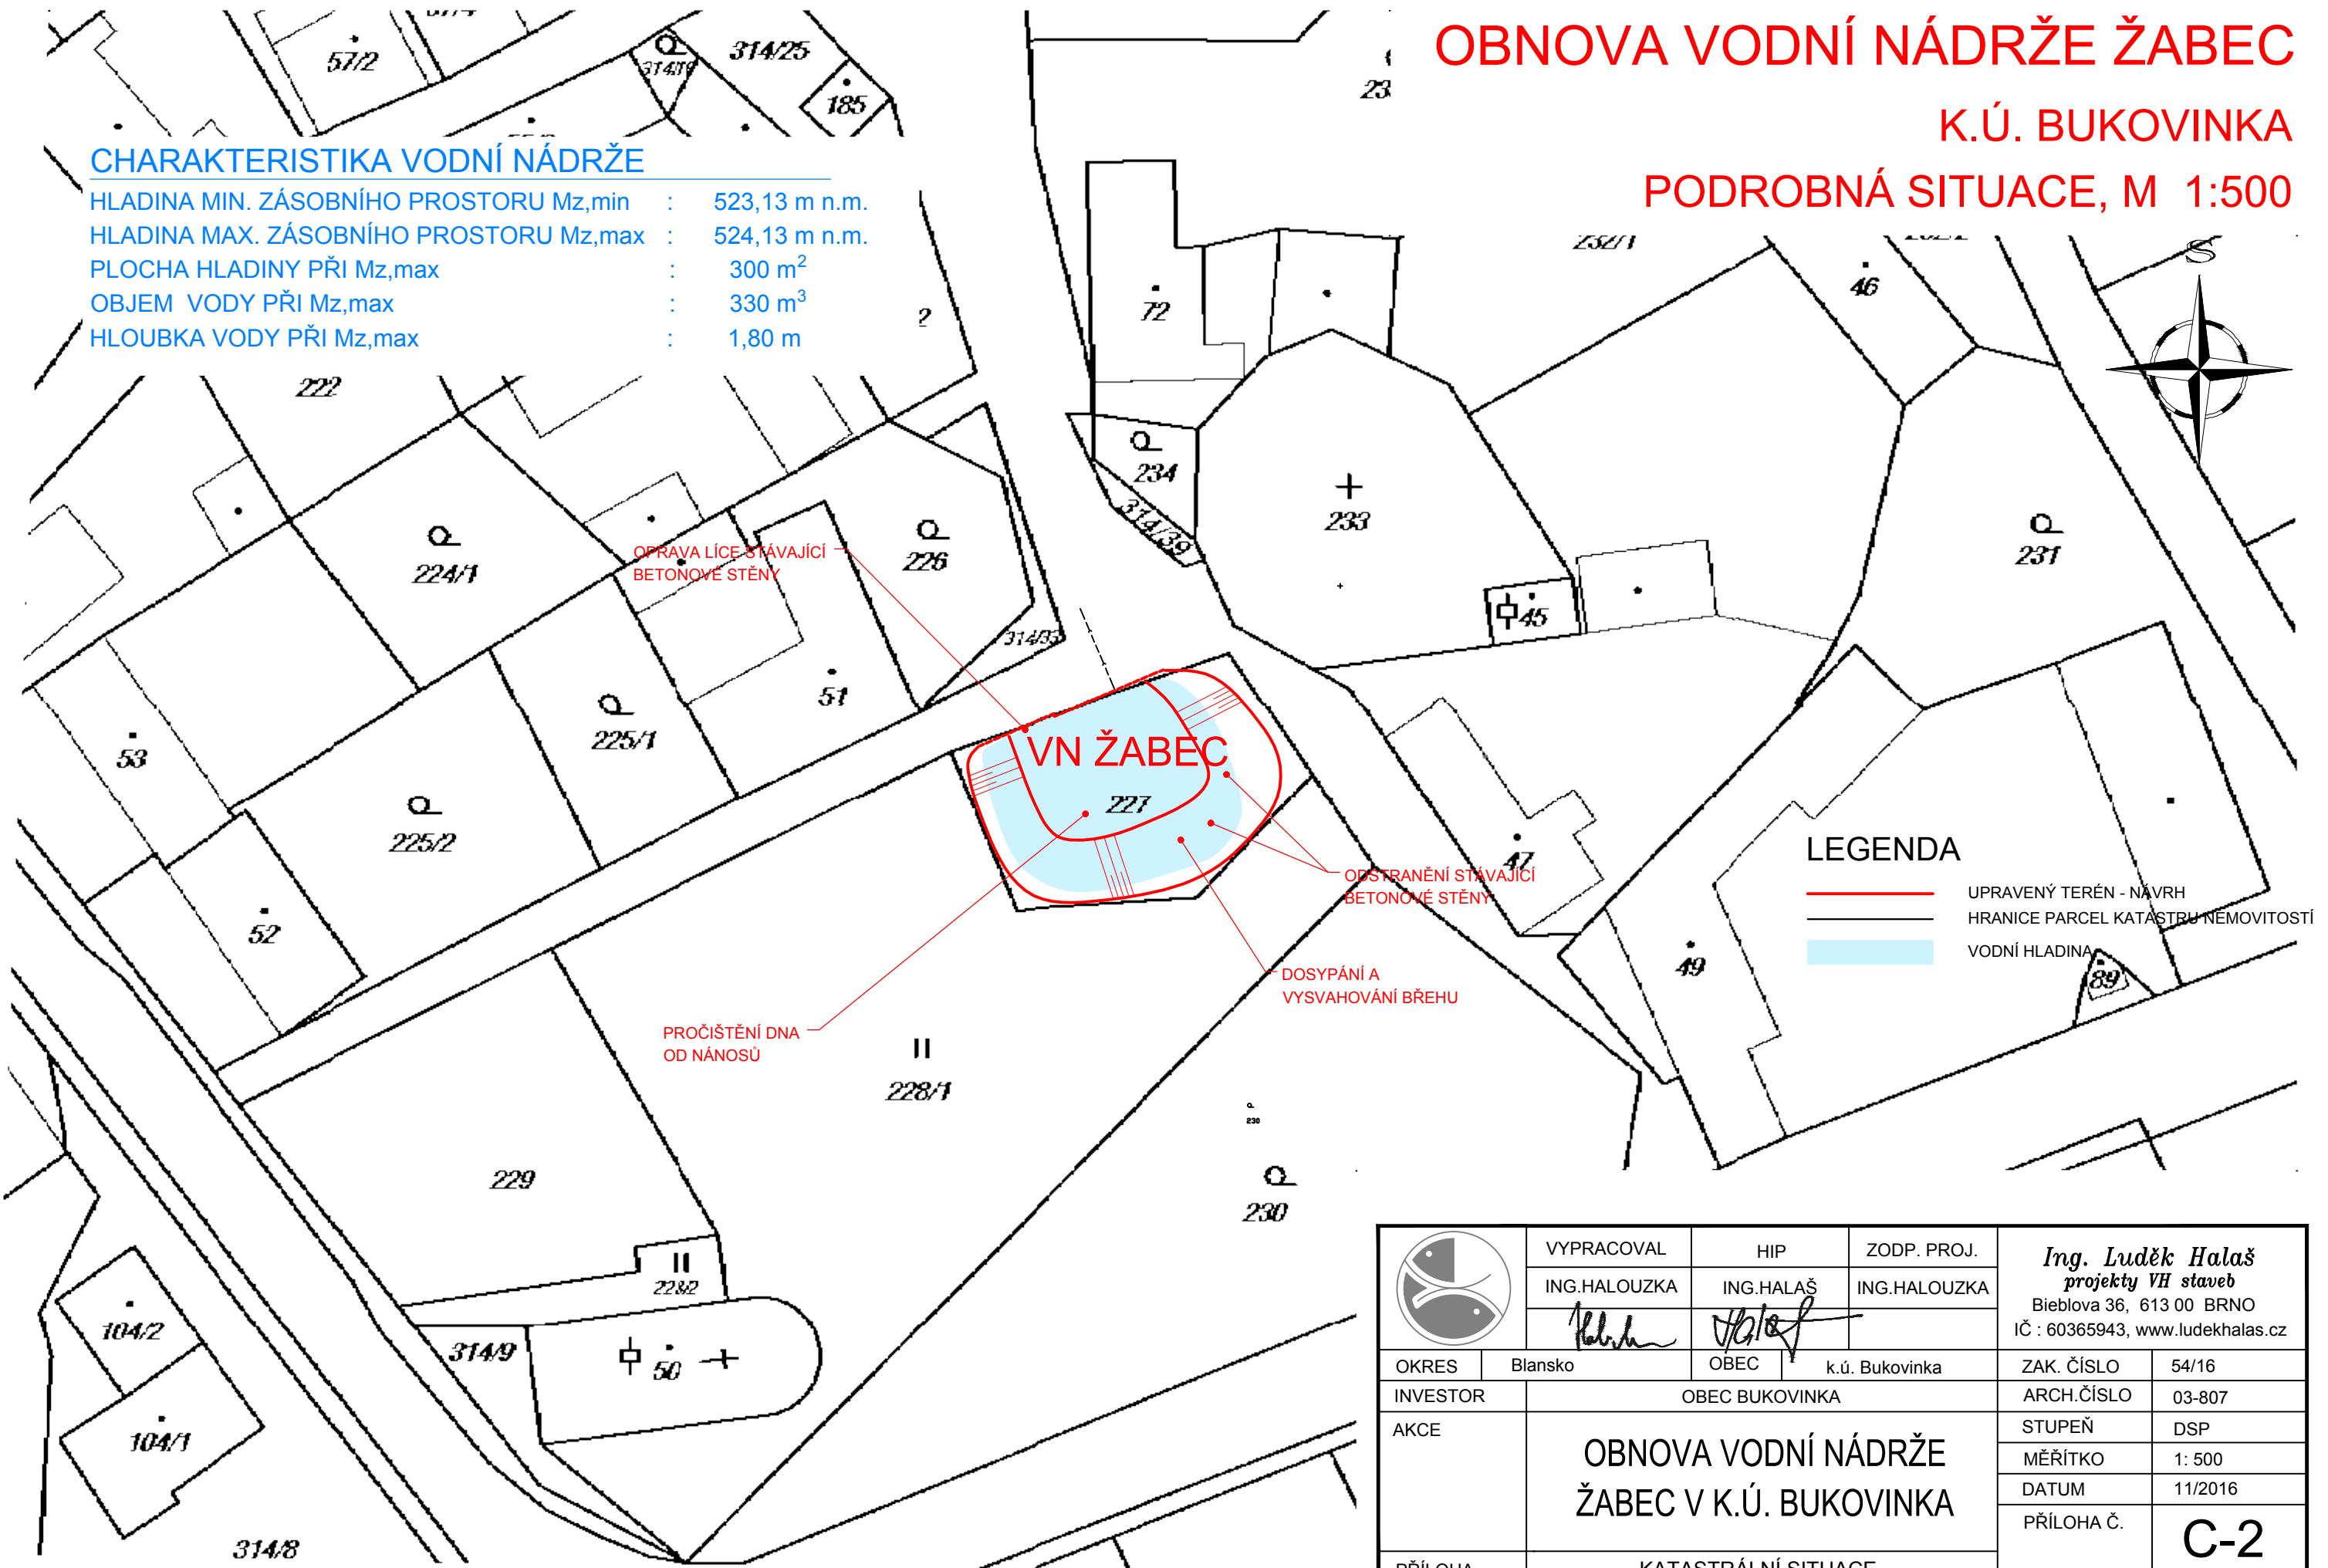 OBNOVA VODNÍ NÁDRŽE ŽABEC
K.Ú. BUKOVINKA
PODROBNÁ SITUACE, M 1:500
CHARAKTERISTIKA VODNÍ NÁDRŽE
HLADINA MIN. ZÁSOBNÍHO PROSTORU Mz,min : 523,13 m n.m.
HLADINA MAX. ZÁSOBNÍHO PROSTORU Mz,max : 524,13 m n.m.
PLOCHA HLADINY PŘI Mz,max : 300 m²
OBJEM VODY PŘI Mz,max : 330 m³
HLOUBKA VODY PŘI Mz,max : 1,80 m
57/2
314/19
314/25
185
222
72
46
S
234
314/39
233
231
45
224/1
226
314/33
OPRAVA LÍCE STÁVAJÍCÍ
BETONOVÉ STĚNY
51
225/1
53
225/2
52
VN ŽABEC
227
47
49
89
ODSTRANĚNÍ STÁVAJÍCÍ
BETONOVÉ STĚNY
DOSYPÁNÍ A
VYSVAHOVÁNÍ BŘEHU
PROČIŠTĚNÍ DNA
OD NÁNOSŮ
LEGENDA
UPRAVENÝ TERÉN - NÁVRH
HRANICE PARCEL KATASTRU NEMOVITOSTÍ
VODNÍ HLADINA
228/1
230
230
229
228/2
314/9
50
104/2
104/1
314/8
VYPRACOVAL HIP ZODP. PROJ.
ING.HALOUZKA ING.HALAŠ ING.HALOUZKA
Ing. Luděk Halaš
projekty VH staveb
Bieblova 36, 613 00 BRNO
IČ : 60365943, www.ludekhalas.cz
OKRES Blansko OBEC k.ú. Bukovinka
ZAK. ČÍSLO 54/16
INVESTOR OBEC BUKOVINKA
ARCH.ČÍSLO 03-807
AKCE
OBNOVA VODNÍ NÁDRŽE
ŽABEC V K.Ú. BUKOVINKA
STUPEŇ DSP
MĚŘÍTKO 1: 500
DATUM 11/2016
PŘÍLOHA Č. C-2
PŘÍLOHA KATASTRÁLNÍ SITUACE